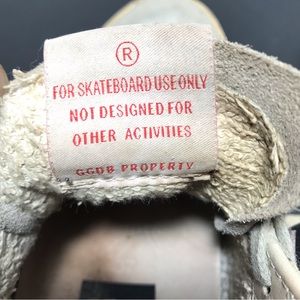 ®
FOR SKATEBOARD USE ONLY
NOT DESIGNED FOR
OTHER ACTIVITIES
GGDB PROPERTY